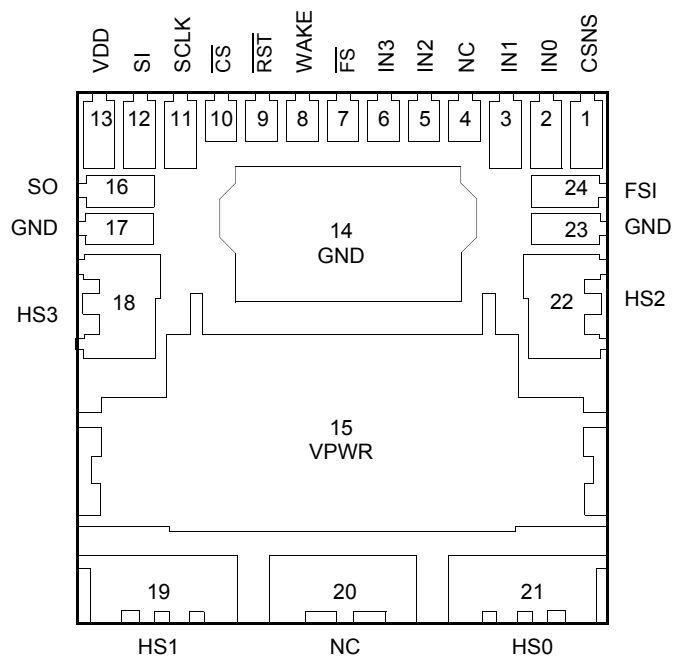 VDD SI SCLK CS RST WAKE FS IN3 IN2 NC IN1 IN0 CSNS
13 12 11 10 9 8 7 6 5 4 3 2 1
SO 16 24 FSI
GND 17 14 23 GND
GND
HS3 18 22 HS2
15
VPWR
19 20 21
HS1 NC HS0